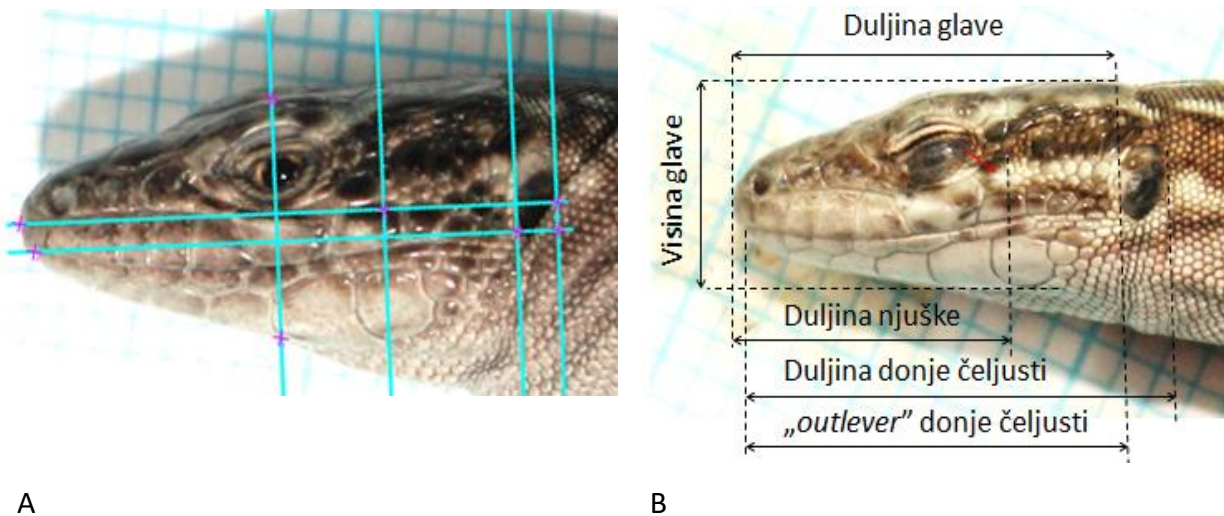 Duljina glave
Visina glave
Duljina njuške
Duljina donje čeljusti
„outlever” donje čeljusti
A
B